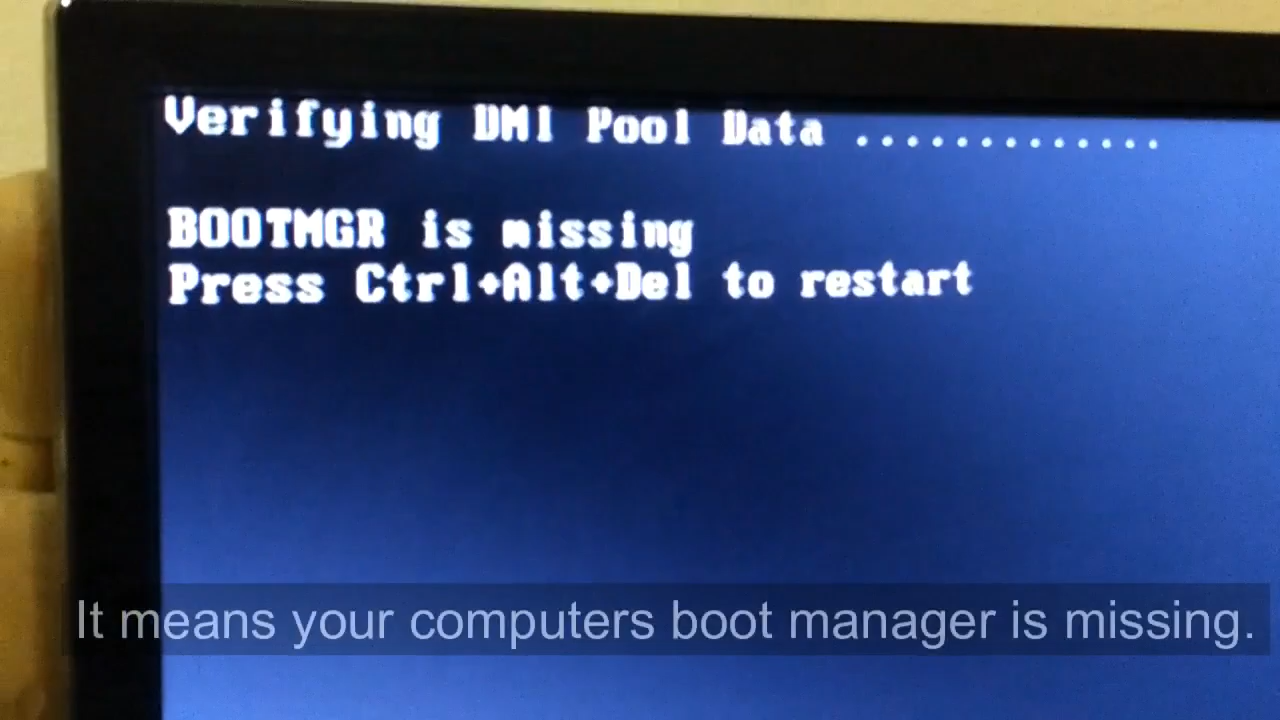 Verifying DMI Pool Data .............
BOOTMGR is missing
Press Ctrl+Alt+Del to restart
It means your computers boot manager is missing.